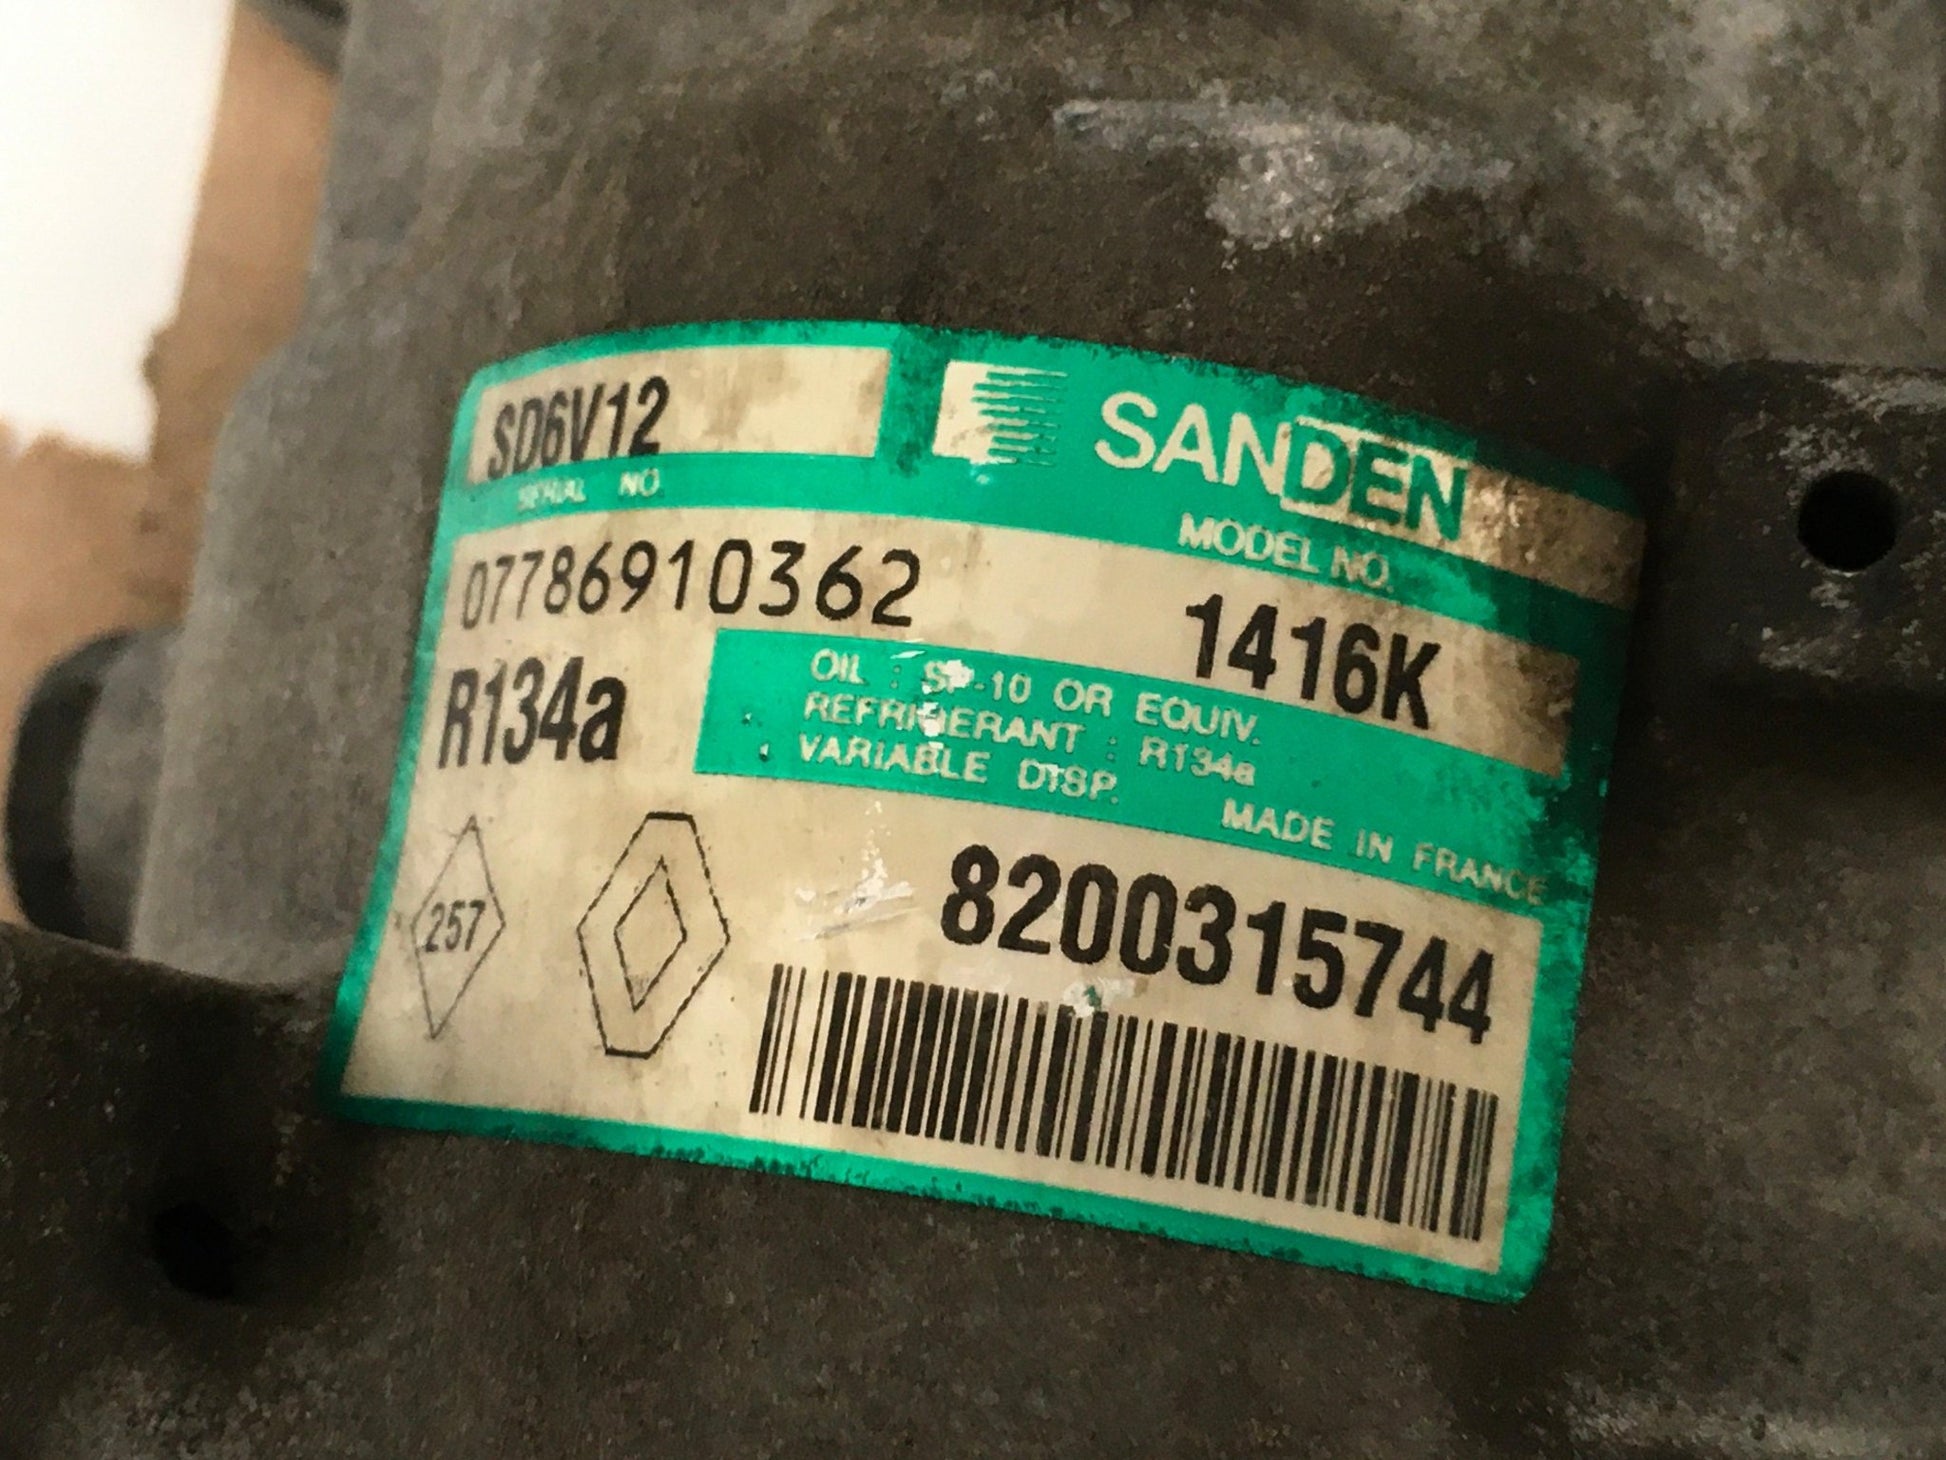 SD6V12
SANDEN
SERIAL NO.
MODEL NO.
07786910362
1416K
R134a
OIL : SP-10 OR EQUIV.
REFRIGERANT : R134a
VARIABLE DISP.
MADE IN FRANCE
257
8200315744